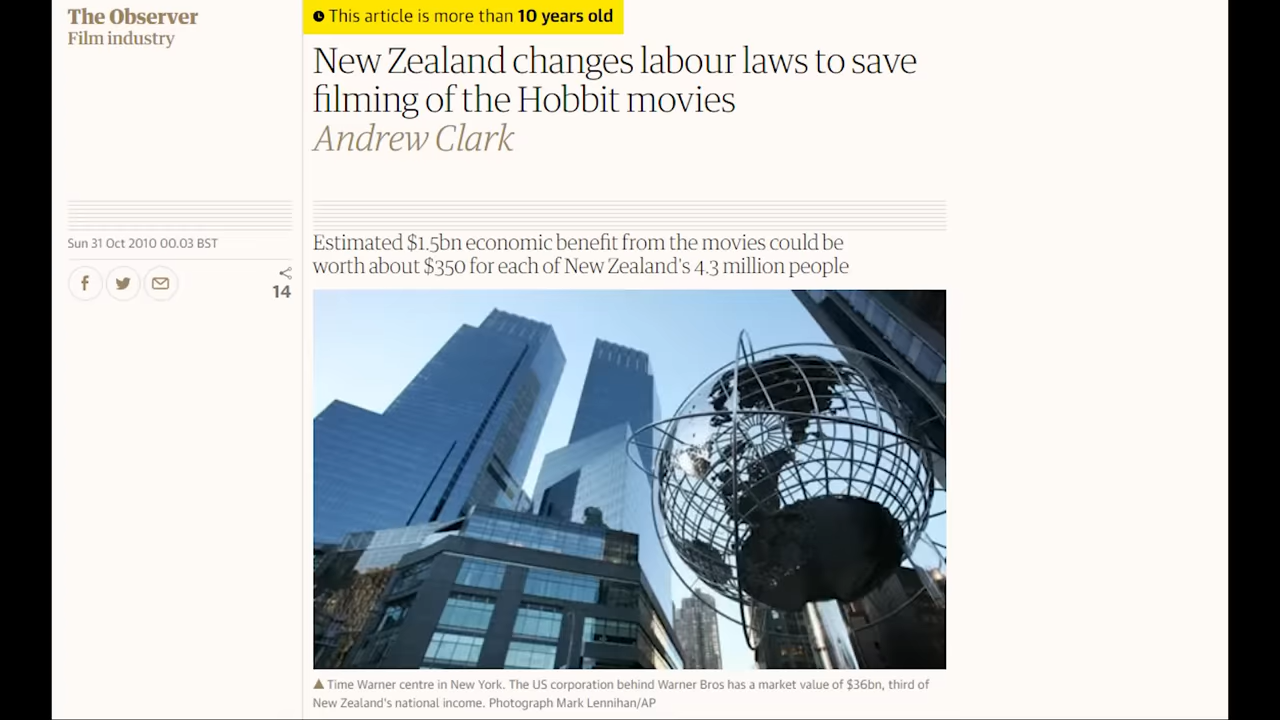 The Observer
Film industry
This article is more than 10 years old
New Zealand changes labour laws to save
filming of the Hobbit movies
Andrew Clark
Sun 31 Oct 2010 00.03 BST
14
Estimated $1.5bn economic benefit from the movies could be
worth about $350 for each of New Zealand's 4.3 million people
Time Warner centre in New York. The US corporation behind Warner Bros has a market value of $36bn, third of
New Zealand's national income. Photograph Mark Lennihan/AP